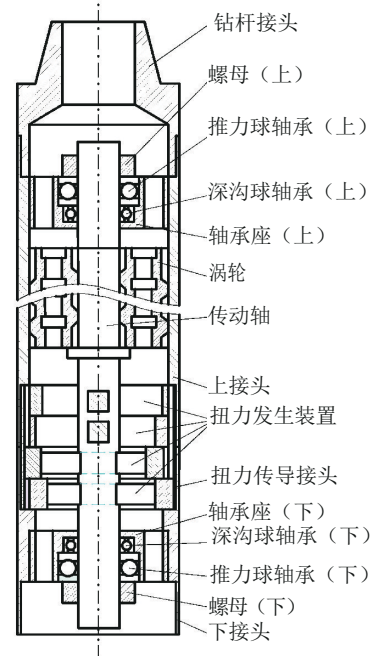 钻杆接头
螺母（上）
推力球轴承（上）
深沟球轴承（上）
轴承座（上）
涡轮
传动轴
上接头
扭力发生装置
扭力传导接头
轴承座（下）
深沟球轴承（下）
推力球轴承（下）
螺母（下）
下接头